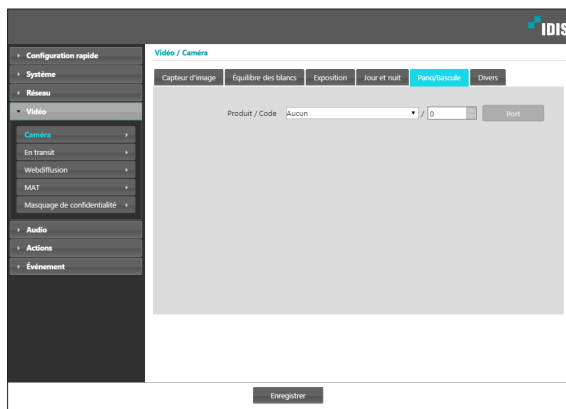 IDIS
Configuration rapide
Système
Réseau
Vidéo
Caméra
En transit
Webdiffusion
MAT
Masquage de confidentialité
Audio
Actions
Événement
Vidéo / Caméra
Capteur d'image Équilibre des blancs Exposition Jour et nuit Pano/Bascule Divers
Produit / Code Aucun / 0 Port
Enregistrer